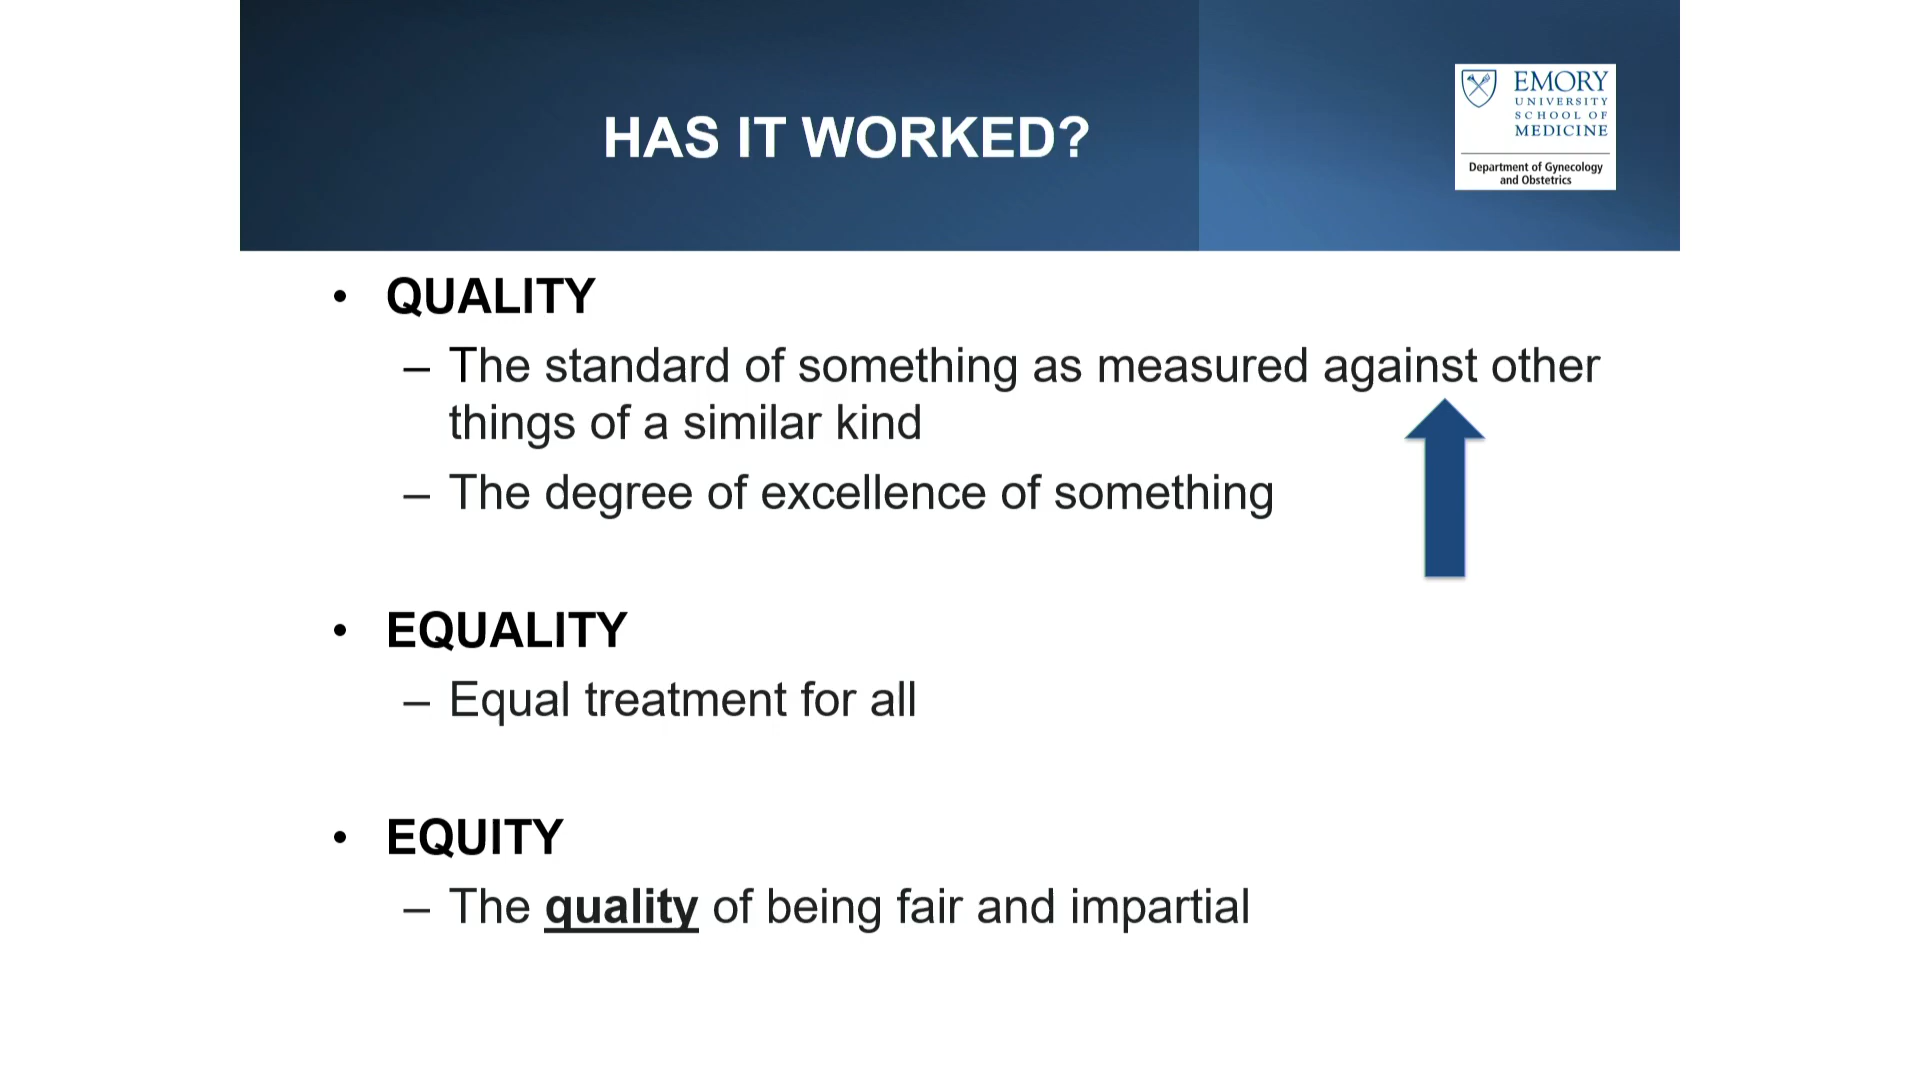 HAS IT WORKED?
EMORY
UNIVERSITY
SCHOOL OF
MEDICINE
Department of Gynecology
and Obstetrics
• QUALITY
– The standard of something as measured against other
things of a similar kind
– The degree of excellence of something
• EQUALITY
– Equal treatment for all
• EQUITY
– The quality of being fair and impartial